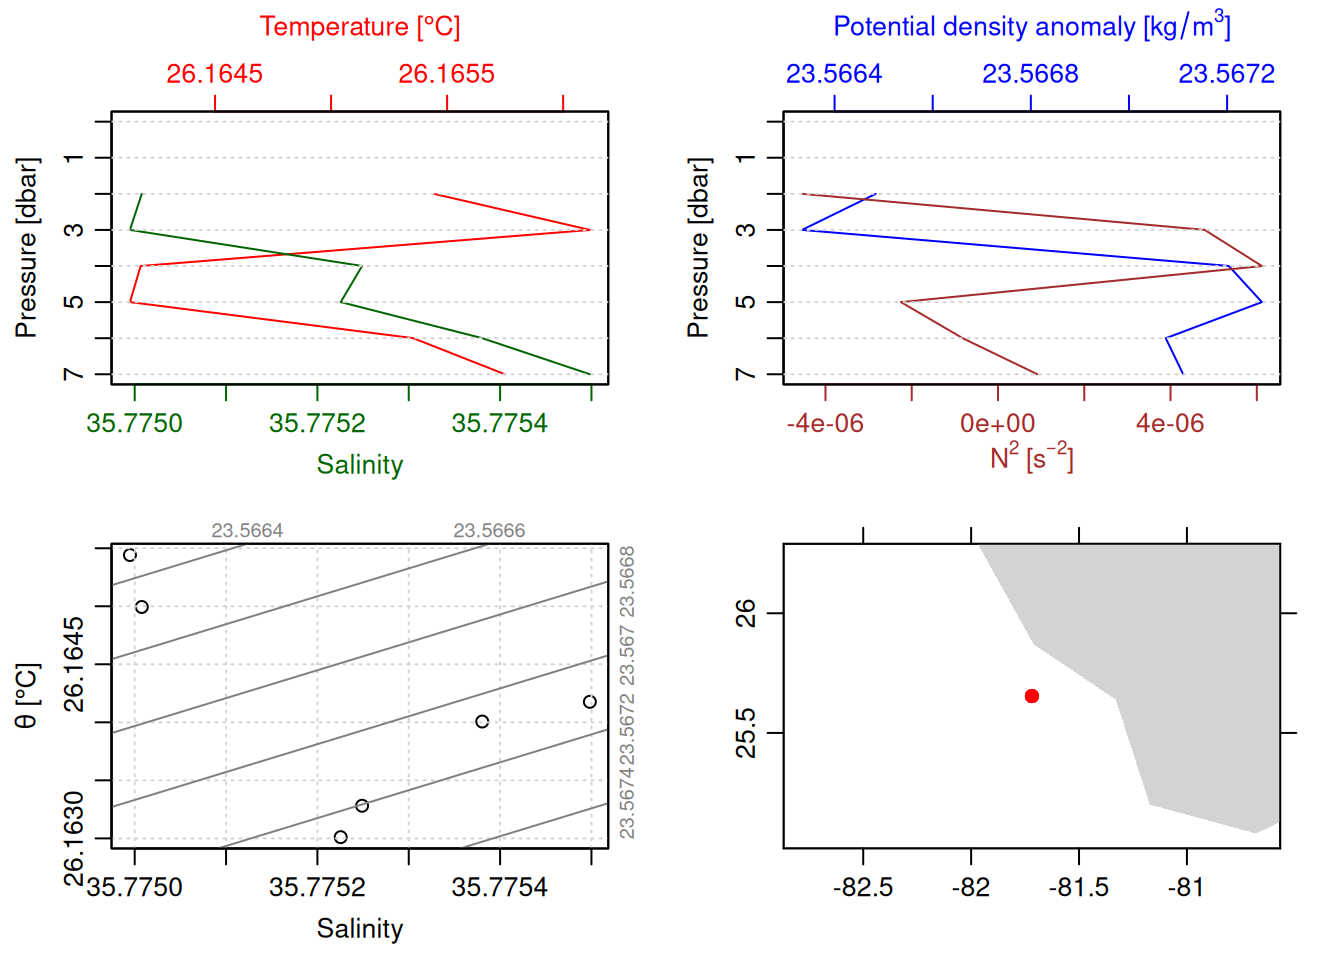 Temperature [°C]
26.1645 26.1655
Pressure [dbar]
1
3
5
7
35.7750 35.7752 35.7754
Salinity
Potential density anomaly [kg/m³]
23.5664 23.5668 23.5672
Pressure [dbar]
1
3
5
7
-4e-06 0e+00 4e-06
N² [s⁻²]
23.5664 23.5666
23.5668
23.567
23.5672
23.5674
θ [°C]
26.1645
26.1630
35.7750 35.7752 35.7754
Salinity
26
25.5
-82.5 -82 -81.5 -81